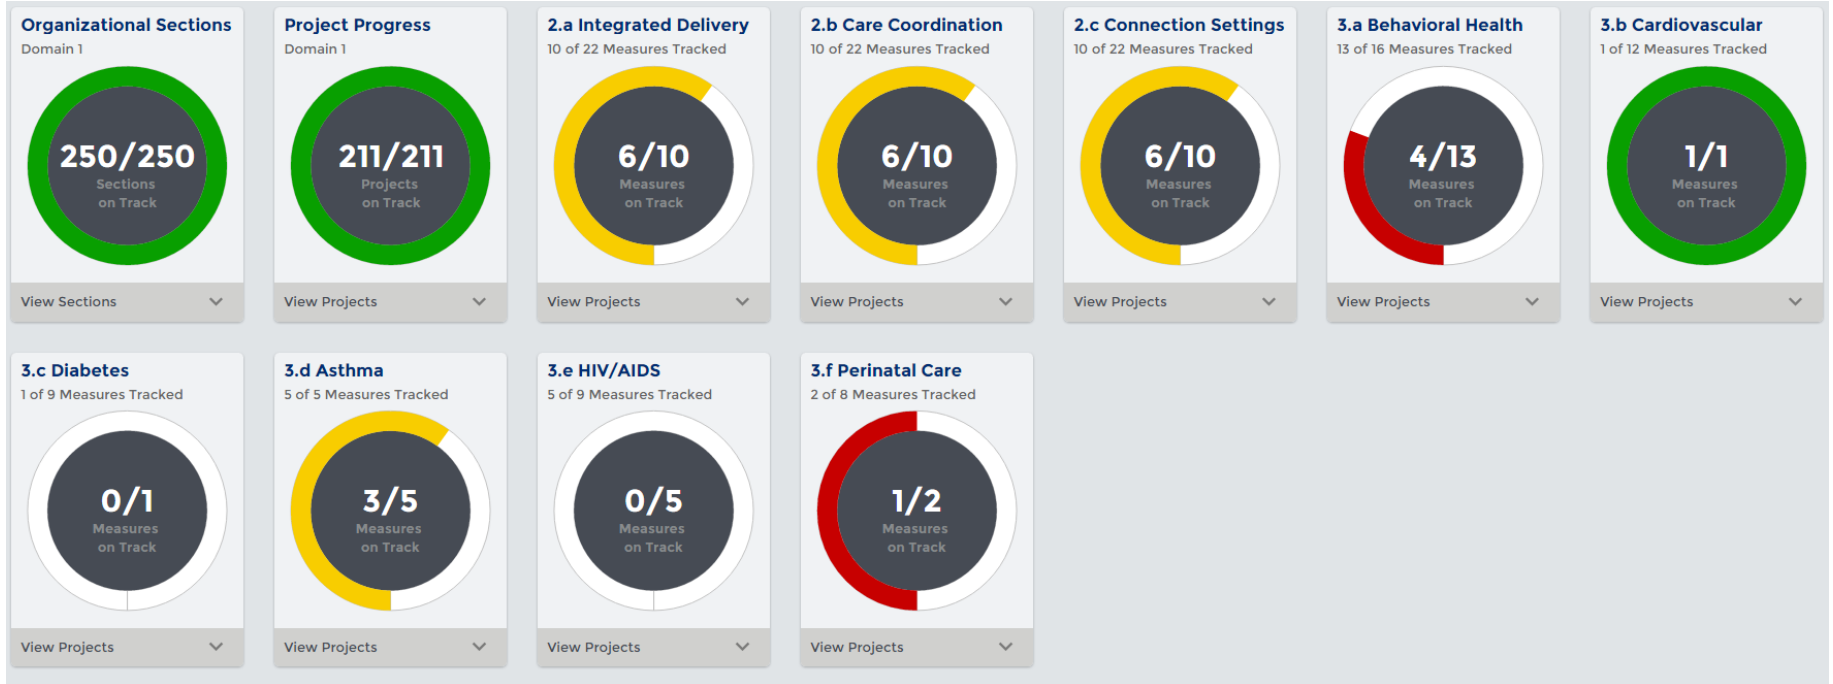 Organizational Sections
Domain 1
250/250
Sections
on Track
View Sections
Project Progress
Domain 1
211/211
Projects
on Track
View Projects
2.a Integrated Delivery
10 of 22 Measures Tracked
6/10
Measures
on Track
View Projects
2.b Care Coordination
10 of 22 Measures Tracked
6/10
Measures
on Track
View Projects
2.c Connection Settings
10 of 22 Measures Tracked
6/10
Measures
on Track
View Projects
3.a Behavioral Health
13 of 16 Measures Tracked
4/13
Measures
on Track
View Projects
3.b Cardiovascular
1 of 12 Measures Tracked
1/1
Measures
on Track
View Projects
3.c Diabetes
1 of 9 Measures Tracked
0/1
Measures
on Track
View Projects
3.d Asthma
5 of 5 Measures Tracked
3/5
Measures
on Track
View Projects
3.e HIV/AIDS
5 of 9 Measures Tracked
0/5
Measures
on Track
View Projects
3.f Perinatal Care
2 of 8 Measures Tracked
1/2
Measures
on Track
View Projects